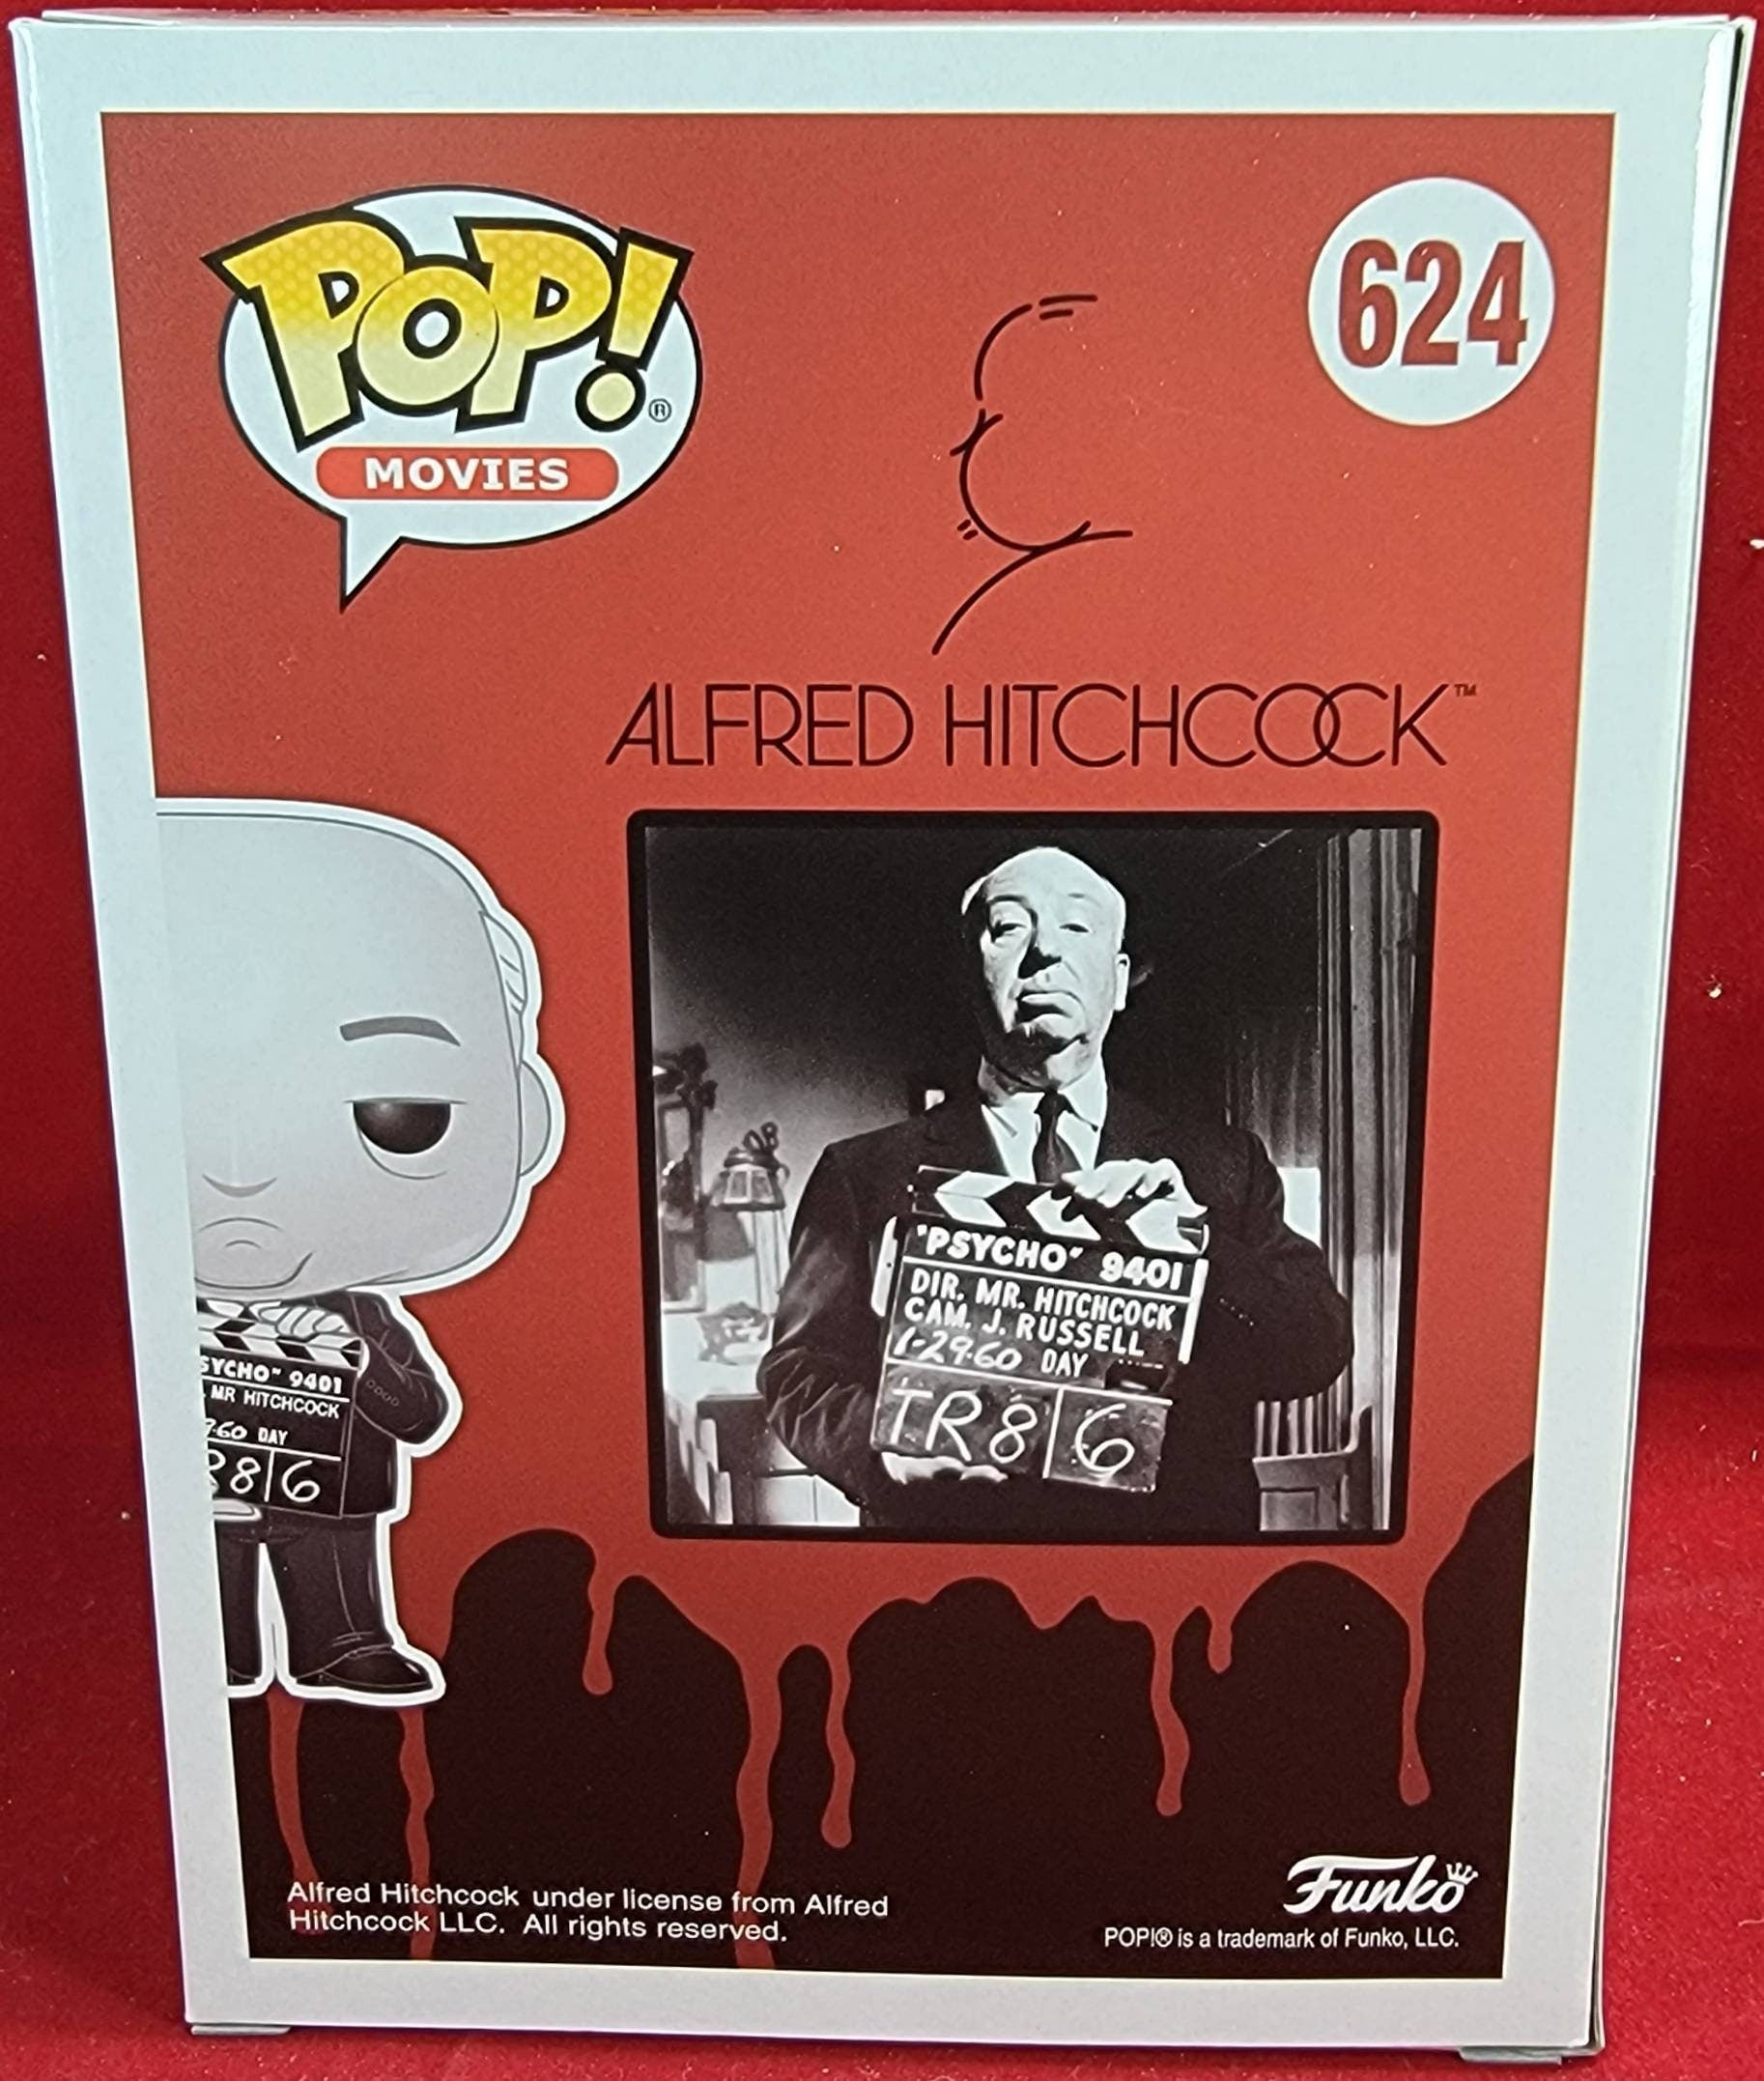 POP!®
MOVIES
624
ALFRED HITCHCOCK™
"PSYCHO" 9401
DIR. MR. HITCHCOCK
CAM. J. RUSSELL
1-29-60 DAY
TR8 6
SYCHO" 9401
MR HITCHCOCK
60 DAY
88 6
Alfred Hitchcock under license from Alfred
Hitchcock LLC. All rights reserved.
Funko
POP!® is a trademark of Funko, LLC.